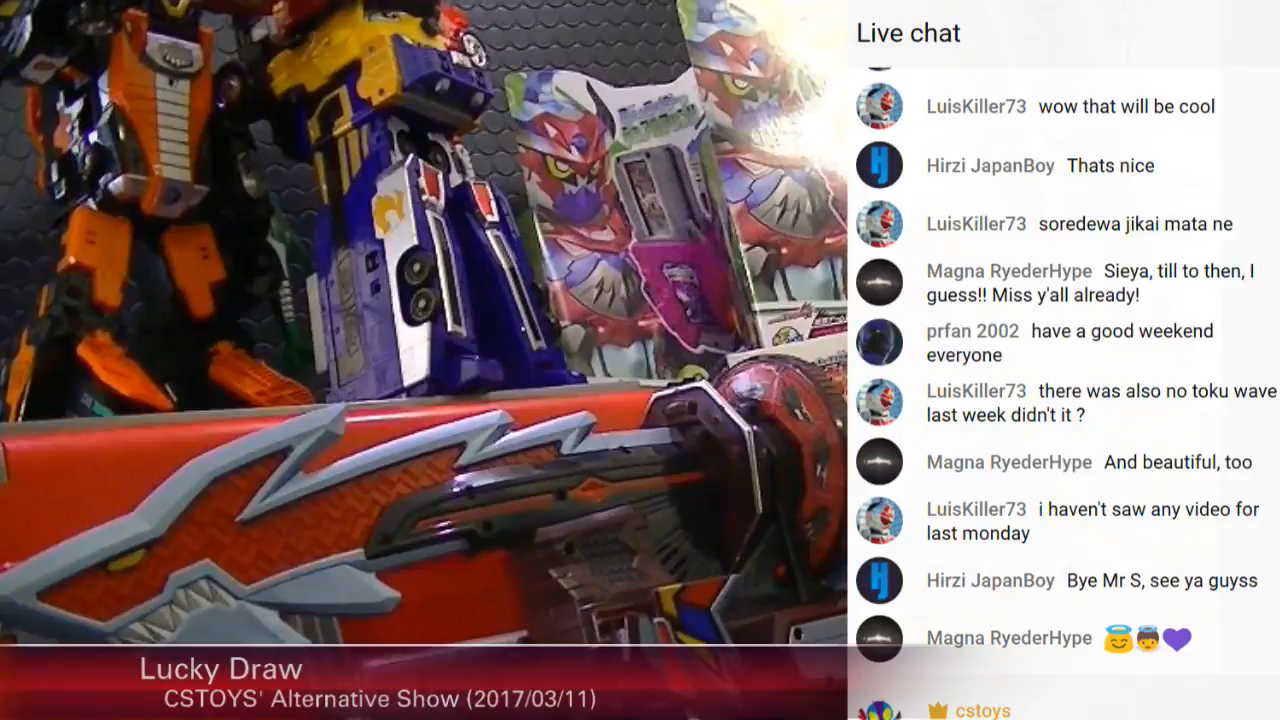 Live chat
LuisKiller73 wow that will be cool
Hirzi JapanBoy Thats nice
LuisKiller73 soredewa jikai mata ne
Magna RyederHype Sieya, till to then, I
guess!! Miss y'all already!
prfan 2002 have a good weekend
everyone
LuisKiller73 there was also no toku wave
last week didn't it ?
Magna RyederHype And beautiful, too
LuisKiller73 i haven't saw any video for
last monday
Hirzi JapanBoy Bye Mr S, see ya guyss
Magna RyederHype 😇👼💜
cstoys
Lucky Draw
CSTOYS' Alternative Show (2017/03/11)